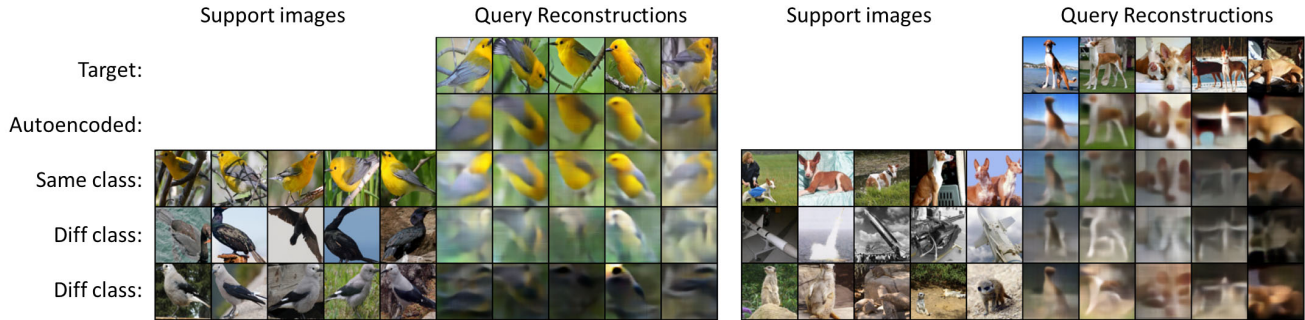 Support images Query Reconstructions Support images Query Reconstructions
Target:
Autoencoded:
Same class:
Diff class:
Diff class: